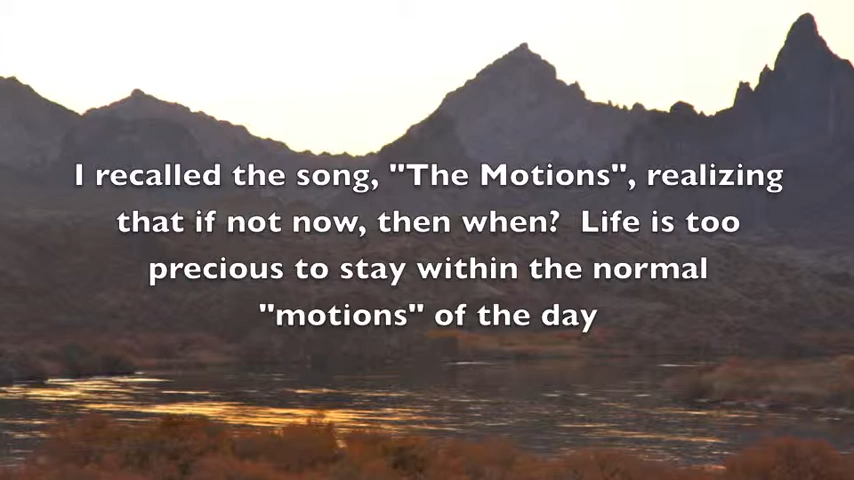 I recalled the song, "The Motions", realizing
that if not now, then when?  Life is too
precious to stay within the normal
"motions" of the day